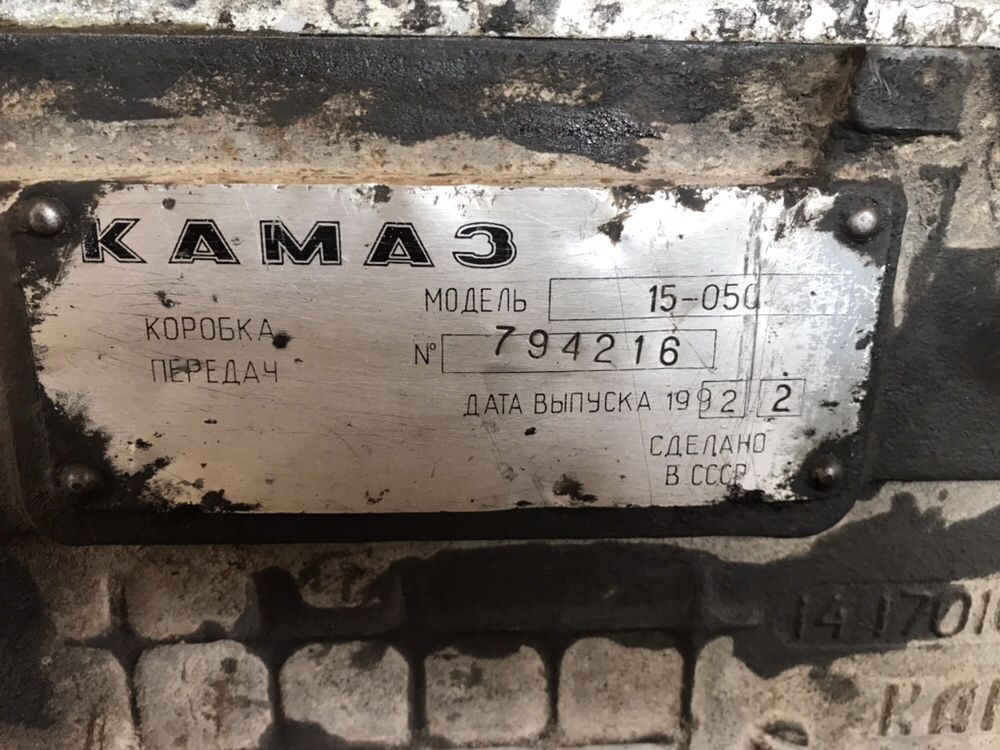 КАМАЗ
МОДЕЛЬ 15-050
КОРОБКА ПЕРЕДАЧ
№ 794216
ДАТА ВЫПУСКА 1992 2
СДЕЛАНО
В СССР